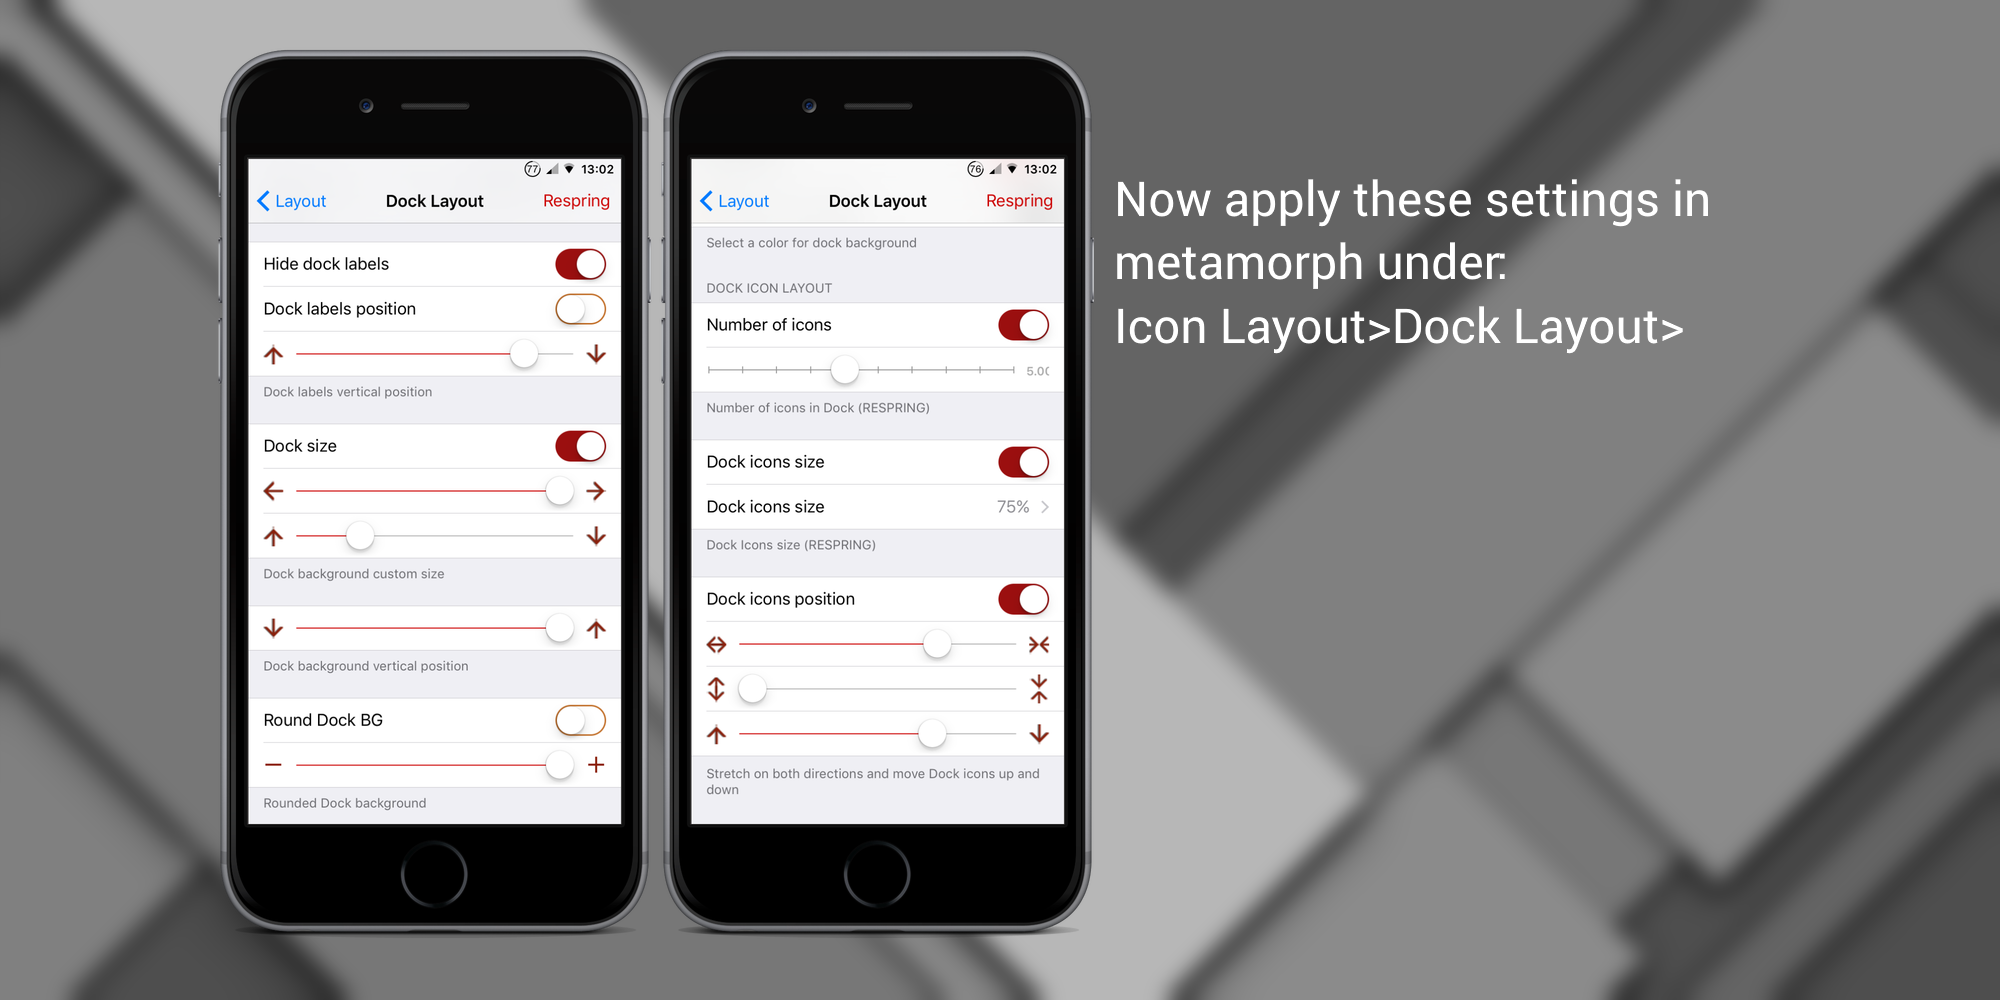 77 13:02
Layout Dock Layout Respring
Hide dock labels
Dock labels position
Dock labels vertical position
Dock size
Dock background custom size
Dock background vertical position
Round Dock BG
Rounded Dock background
76 13:02
Layout Dock Layout Respring
Select a color for dock background
DOCK ICON LAYOUT
Number of icons
5.00
Number of icons in Dock (RESPRING)
Dock icons size
Dock icons size 75%
Dock Icons size (RESPRING)
Dock icons position
Stretch on both directions and move Dock icons up and
down
Now apply these settings in
metamorph under:
Icon Layout>Dock Layout>